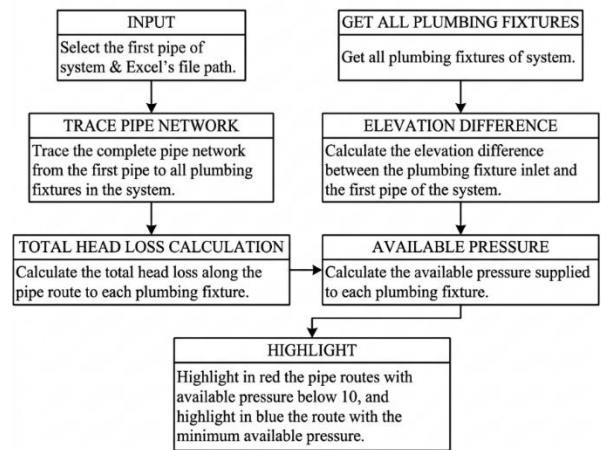 INPUT
Select the first pipe of
system & Excel's file path.
GET ALL PLUMBING FIXTURES
Get all plumbing fixtures of system.
TRACE PIPE NETWORK
Trace the complete pipe network
from the first pipe to all plumbing
fixtures in the system.
ELEVATION DIFFERENCE
Calculate the elevation difference
between the plumbing fixture inlet and
the first pipe of the system.
TOTAL HEAD LOSS CALCULATION
Calculate the total head loss along the
pipe route to each plumbing fixture.
AVAILABLE PRESSURE
Calculate the available pressure supplied
to each plumbing fixture.
HIGHLIGHT
Highlight in red the pipe routes with
available pressure below 10, and
highlight in blue the route with the
minimum available pressure.